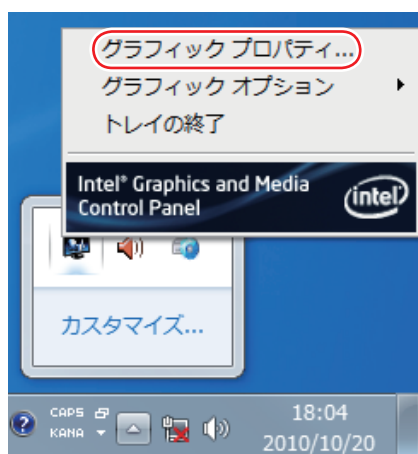 グラフィック プロパティ...
グラフィック オプション
トレイの終了
Intel® Graphics and Media
Control Panel
intel
カスタマイズ...
?
CAPS
KANA
18:04
2010/10/20